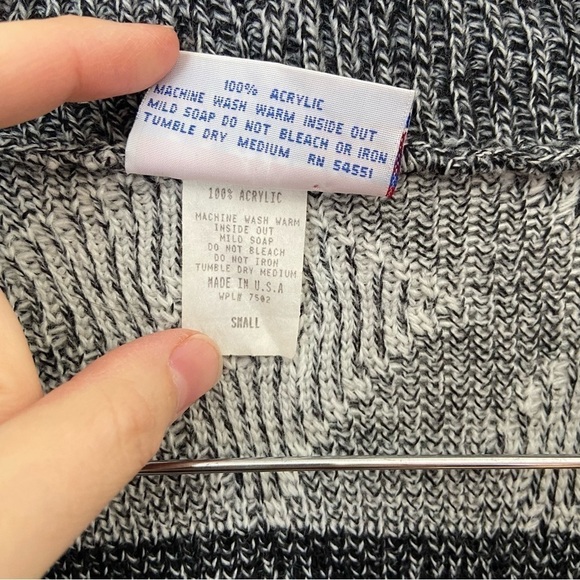 100% ACRYLIC
MACHINE WASH WARM INSIDE OUT
MILD SOAP DO NOT BLEACH OR IRON
TUMBLE DRY MEDIUM RN 54551
100% ACRYLIC
MACHINE WASH WARM
INSIDE OUT
MILD SOAP
DO NOT BLEACH
DO NOT IRON
TUMBLE DRY MEDIUM
MADE IN U.S.A
WPL# 7502
SMALL